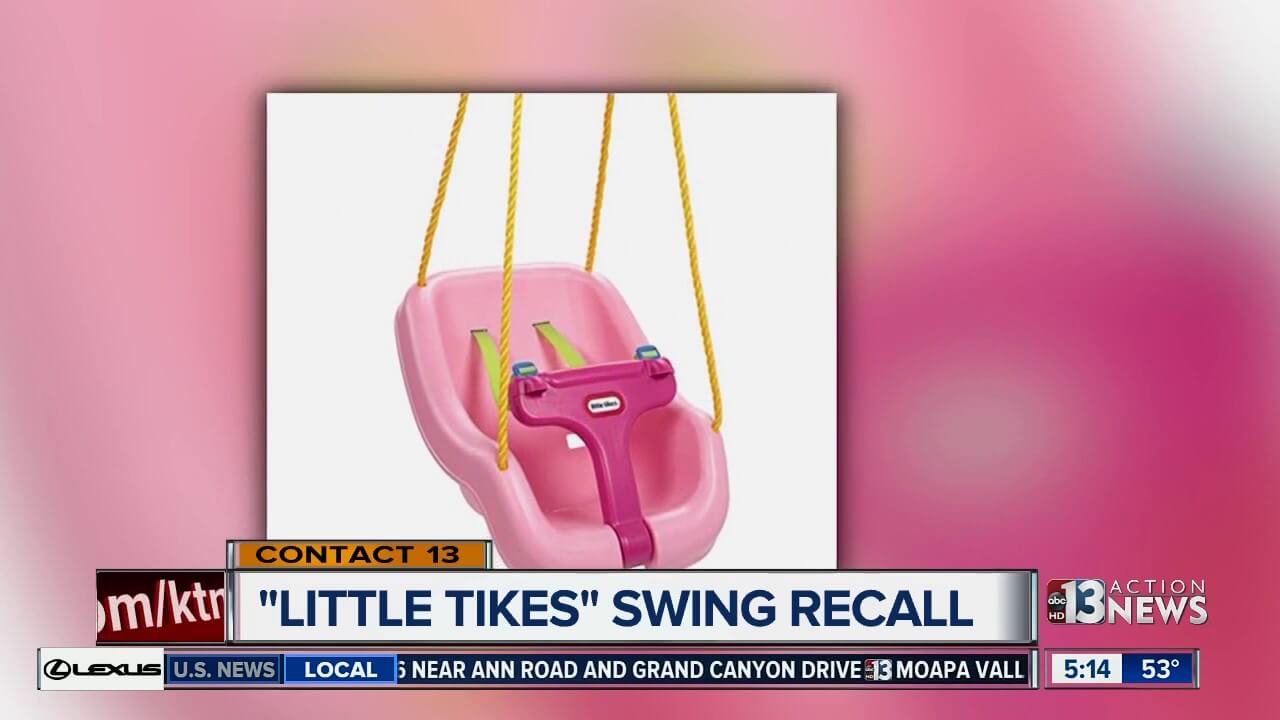 little tikes
CONTACT 13
om/ktn
"LITTLE TIKES" SWING RECALL
abc HD 13 ACTION NEWS
LEXUS U.S. NEWS LOCAL 6 NEAR ANN ROAD AND GRAND CANYON DRIVE 13 MOAPA VALL 5:14 53°